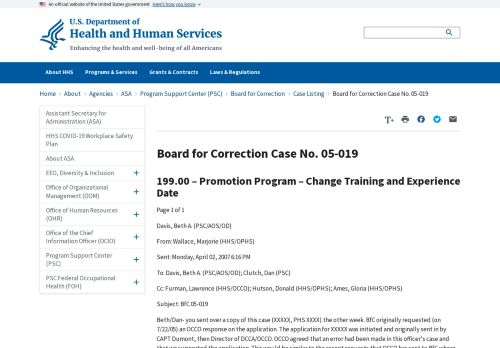 An official website of the United States government Here's how you know
U.S. Department of
Health and Human Services
Enhancing the health and well-being of all Americans
About HHS Programs & Services Grants & Contracts Laws & Regulations
Home › About › Agencies › ASA › Program Support Center (PSC) › Board for Correction › Case Listing › Board for Correction Case No. 05-019
Assistant Secretary for
Administration (ASA)
HHS COVID-19 Workplace Safety
Plan
About ASA
EEO, Diversity & Inclusion +
Office of Organizational
Management (OOM) +
Office of Human Resources
(OHR) +
Office of the Chief
Information Officer (OCIO) +
Program Support Center
(PSC) +
PSC Federal Occupational
Health (FOH) +
T+
Board for Correction Case No. 05-019
199.00 – Promotion Program – Change Training and Experience
Date
Page 1 of 1
Davis, Beth A. (PSC/AOS/OD)
From: Wallace, Marjorie (HHS/OPHS)
Sent: Monday, April 02, 2007 6:16 PM
To: Davis, Beth A. (PSC/AOS/OD); Clutch, Dan (PSC)
Cc: Furman, Lawrence (HHS/OCCO); Hutson, Donald (HHS/OPHS); Ames, Gloria (HHS/OPHS)
Subject: BfC 05-019
Beth/Dan- you sent over a copy of this case (XXXXX, PHS XXXX) the other week. BfC originally requested (on
7/22/05) an OCCO response on the application. The application for XXXXX was initiated and originally sent in by
CAPT Dumont, then Director of DCCA/OCCO. OCCO agreed that an error had been made in this officer's case and